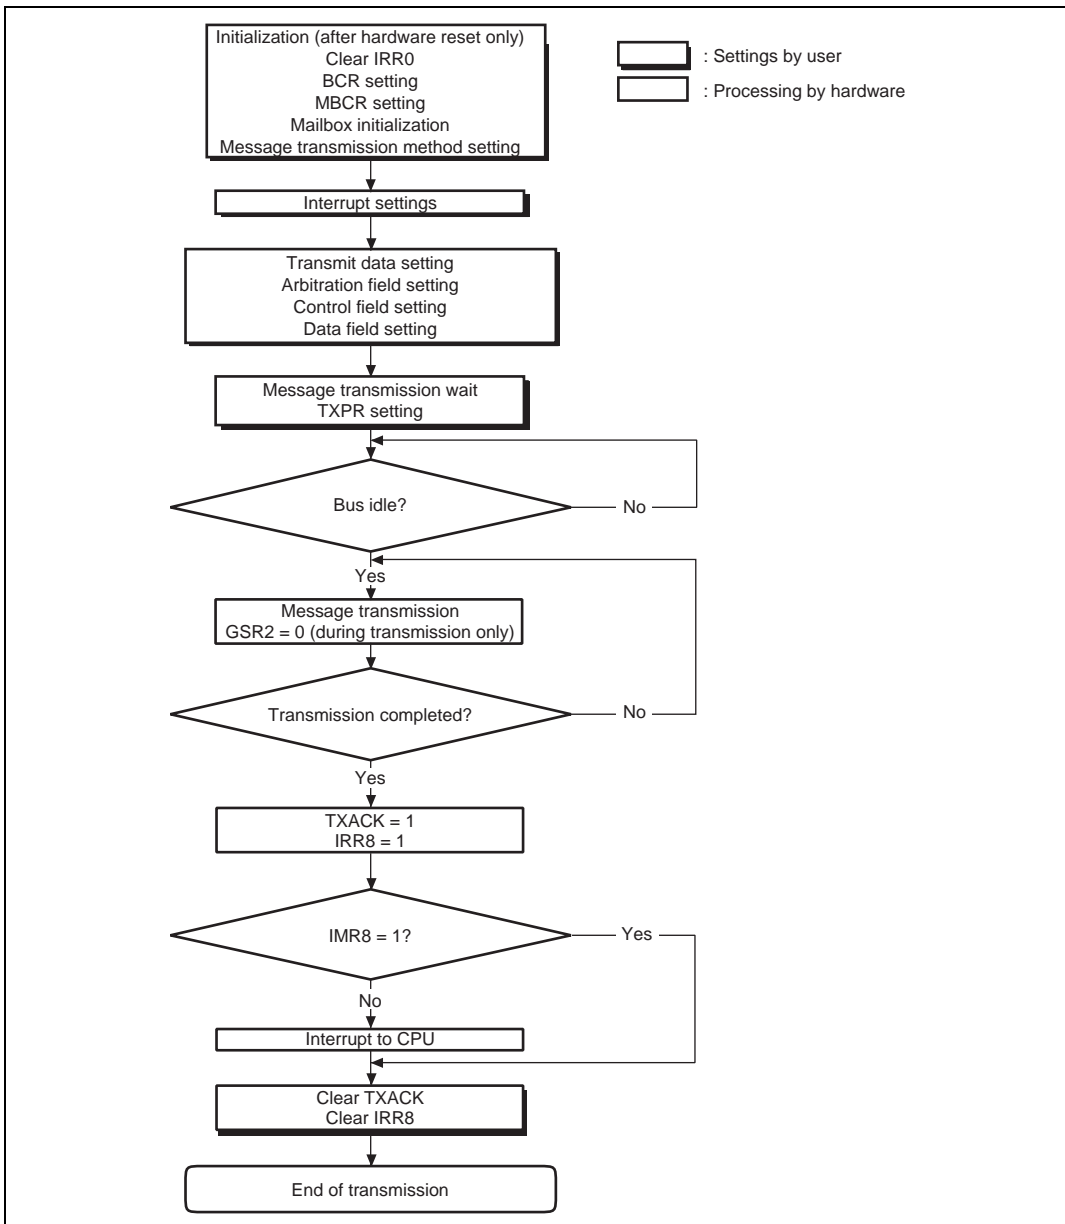 Initialization (after hardware reset only)
Clear IRR0
BCR setting
MBCR setting
Mailbox initialization
Message transmission method setting
: Settings by user
: Processing by hardware
Interrupt settings
Transmit data setting
Arbitration field setting
Control field setting
Data field setting
Message transmission wait
TXPR setting
Bus idle?
No
Yes
Message transmission
GSR2 = 0 (during transmission only)
Transmission completed?
No
Yes
TXACK = 1
IRR8 = 1
IMR8 = 1?
Yes
No
Interrupt to CPU
Clear TXACK
Clear IRR8
End of transmission